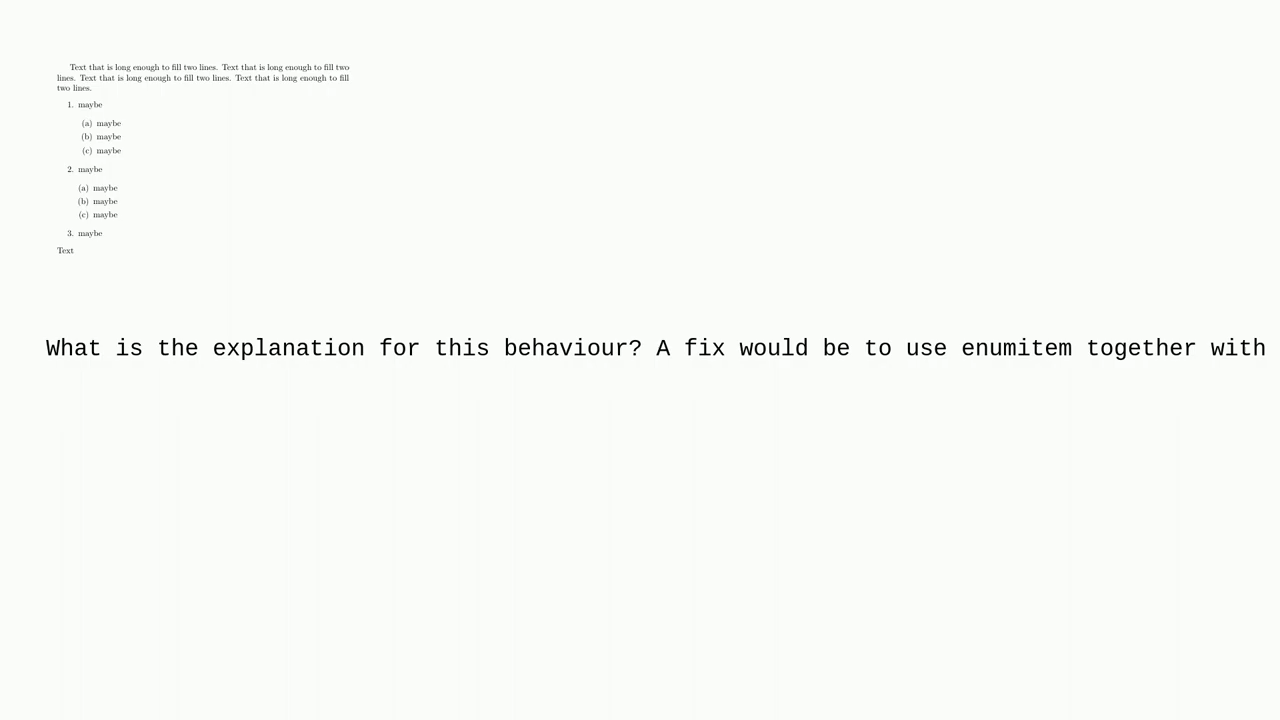 Text that is long enough to fill two lines. Text that is long enough to fill two
lines. Text that is long enough to fill two lines. Text that is long enough to fill
two lines.
1. maybe
(a) maybe
(b) maybe
(c) maybe
2. maybe
(a) maybe
(b) maybe
(c) maybe
3. maybe
Text
What is the explanation for this behaviour? A fix would be to use enumitem together with